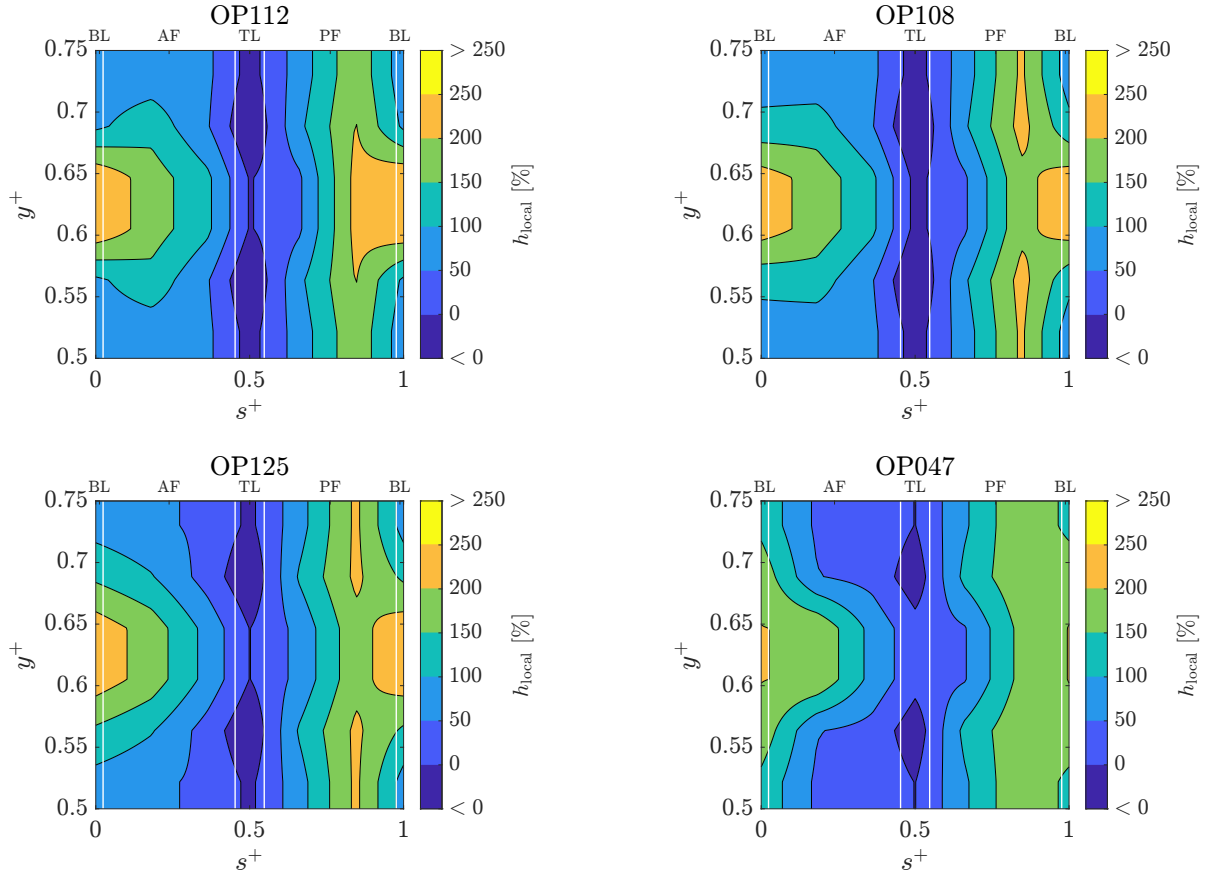 OP112
BL AF TL PF BL
0.75
0.7
0.65
0.6
0.55
0.5
y⁺
0 0.5 1
s⁺
> 250
250
200
150
100
50
0
< 0
h_local [%]
OP108
BL AF TL PF BL
0.75
0.7
0.65
0.6
0.55
0.5
y⁺
0 0.5 1
s⁺
> 250
250
200
150
100
50
0
< 0
h_local [%]
OP125
BL AF TL PF BL
0.75
0.7
0.65
0.6
0.55
0.5
y⁺
0 0.5 1
s⁺
> 250
250
200
150
100
50
0
< 0
h_local [%]
OP047
BL AF TL PF BL
0.75
0.7
0.65
0.6
0.55
0.5
y⁺
0 0.5 1
s⁺
> 250
250
200
150
100
50
0
< 0
h_local [%]